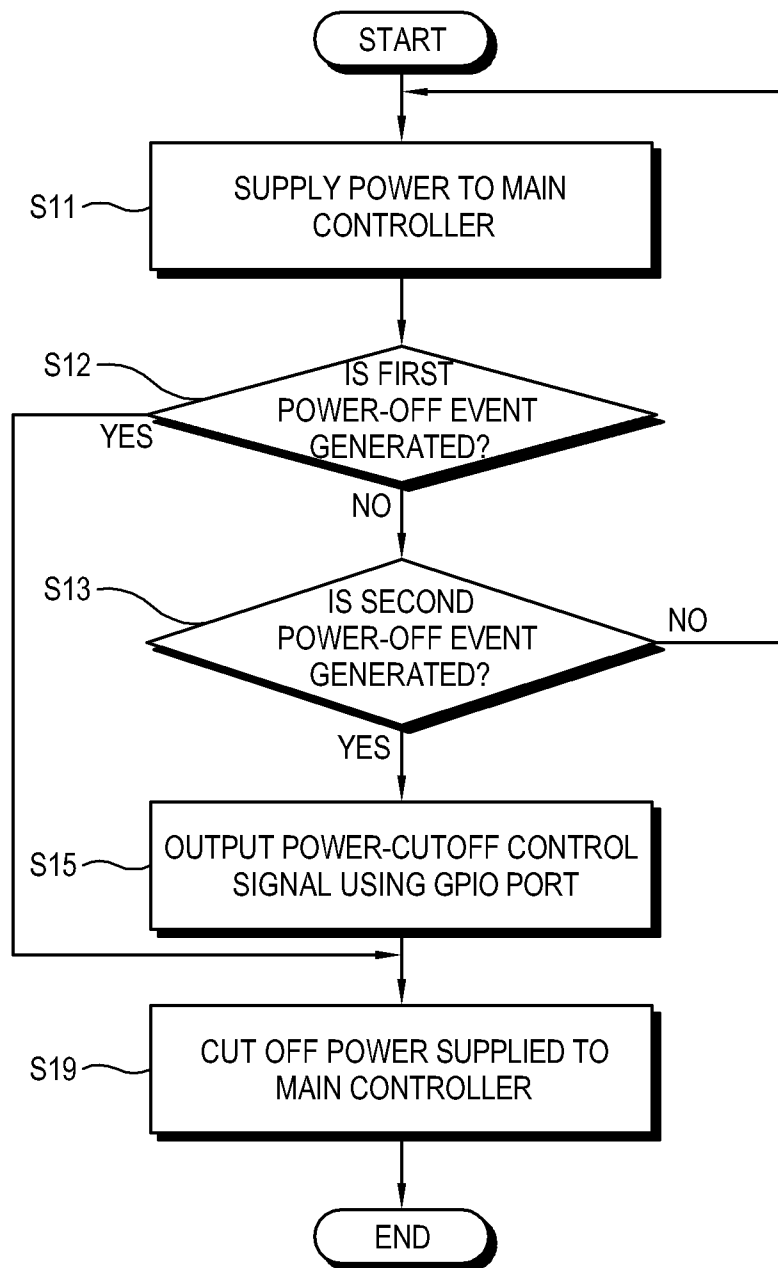 START
S11
SUPPLY POWER TO MAIN
CONTROLLER
S12
IS FIRST
POWER-OFF EVENT
GENERATED?
YES
NO
S13
IS SECOND
POWER-OFF EVENT
GENERATED?
NO
YES
S15
OUTPUT POWER-CUTOFF CONTROL
SIGNAL USING GPIO PORT
S19
CUT OFF POWER SUPPLIED TO
MAIN CONTROLLER
END